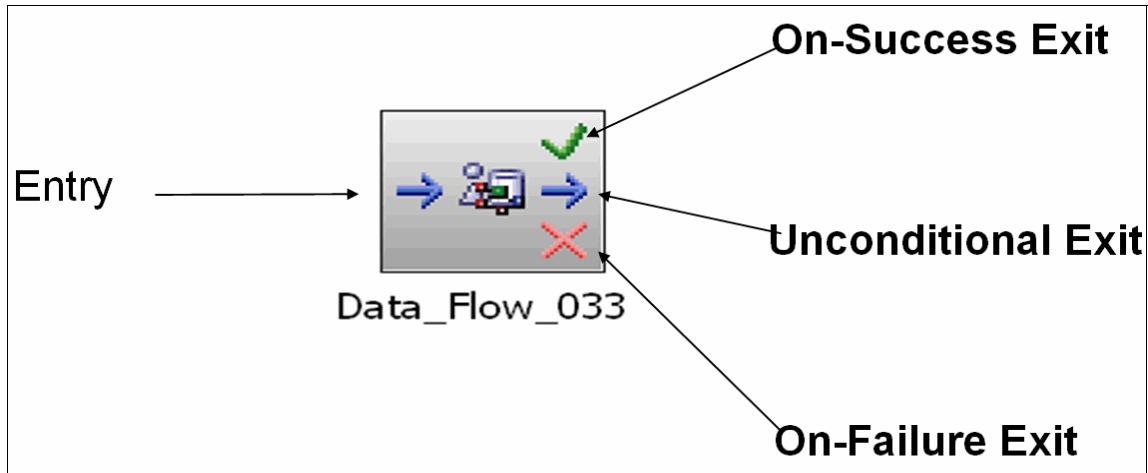 On-Success Exit
Entry
Unconditional Exit
Data_Flow_033
On-Failure Exit